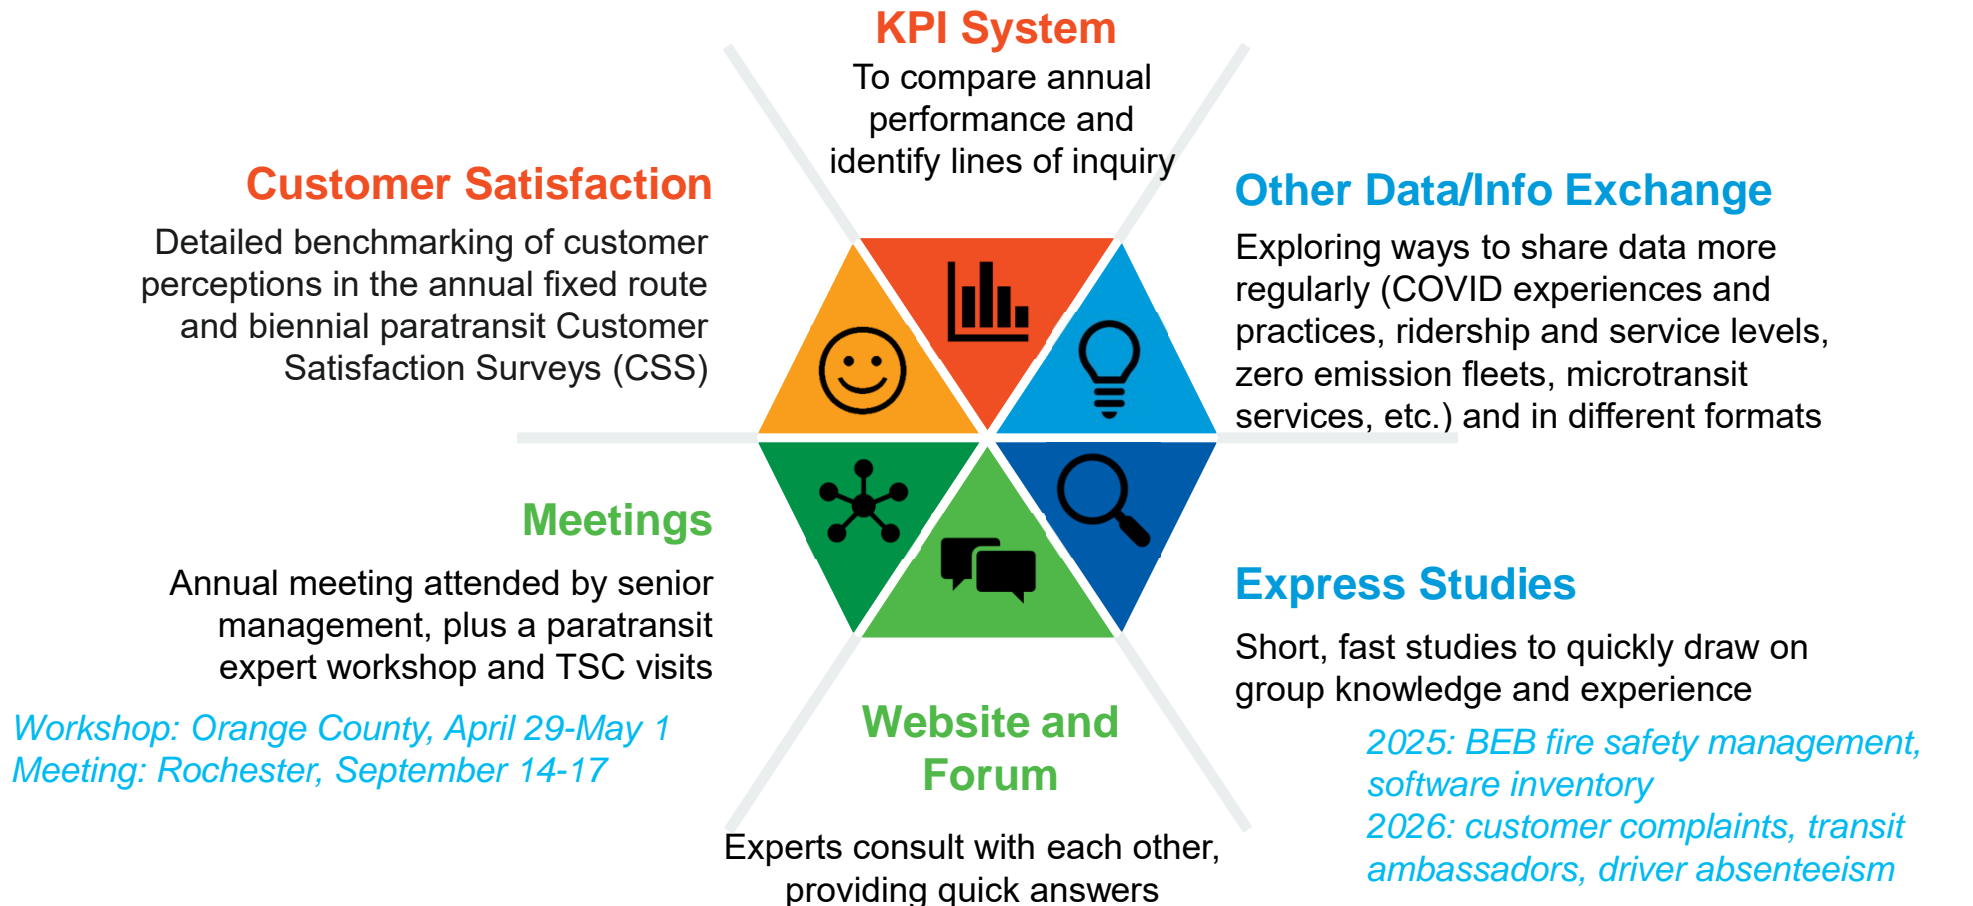 KPI System
To compare annual
performance and
identify lines of inquiry
Customer Satisfaction
Detailed benchmarking of customer
perceptions in the annual fixed route
and biennial paratransit Customer
Satisfaction Surveys (CSS)
Other Data/Info Exchange
Exploring ways to share data more
regularly (COVID experiences and
practices, ridership and service levels,
zero emission fleets, microtransit
services, etc.) and in different formats
Meetings
Annual meeting attended by senior
management, plus a paratransit
expert workshop and TSC visits
Workshop: Orange County, April 29-May 1
Meeting: Rochester, September 14-17
Website and
Forum
Experts consult with each other,
providing quick answers
Express Studies
Short, fast studies to quickly draw on
group knowledge and experience
2025: BEB fire safety management,
software inventory
2026: customer complaints, transit
ambassadors, driver absenteeism